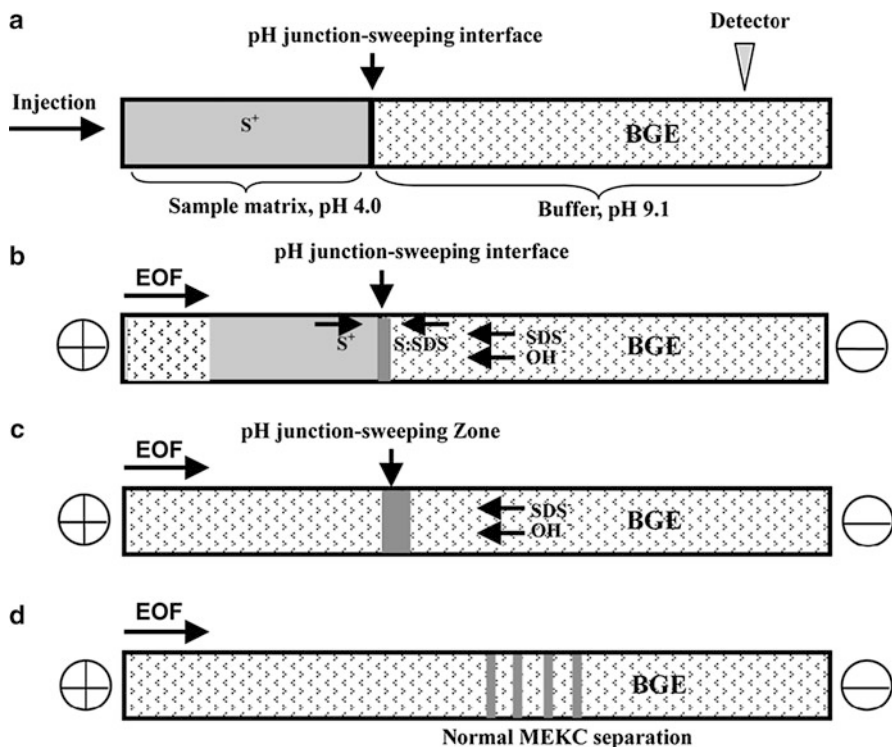 a
pH junction-sweeping interface
Detector
Injection
S⁺
BGE
Sample matrix, pH 4.0
Buffer, pH 9.1
b
pH junction-sweeping interface
EOF
S⁺
S:SDS⁻
SDS⁻
OH⁻
BGE
c
pH junction-sweeping Zone
EOF
SDS⁻
OH⁻
BGE
d
EOF
BGE
Normal MEKC separation